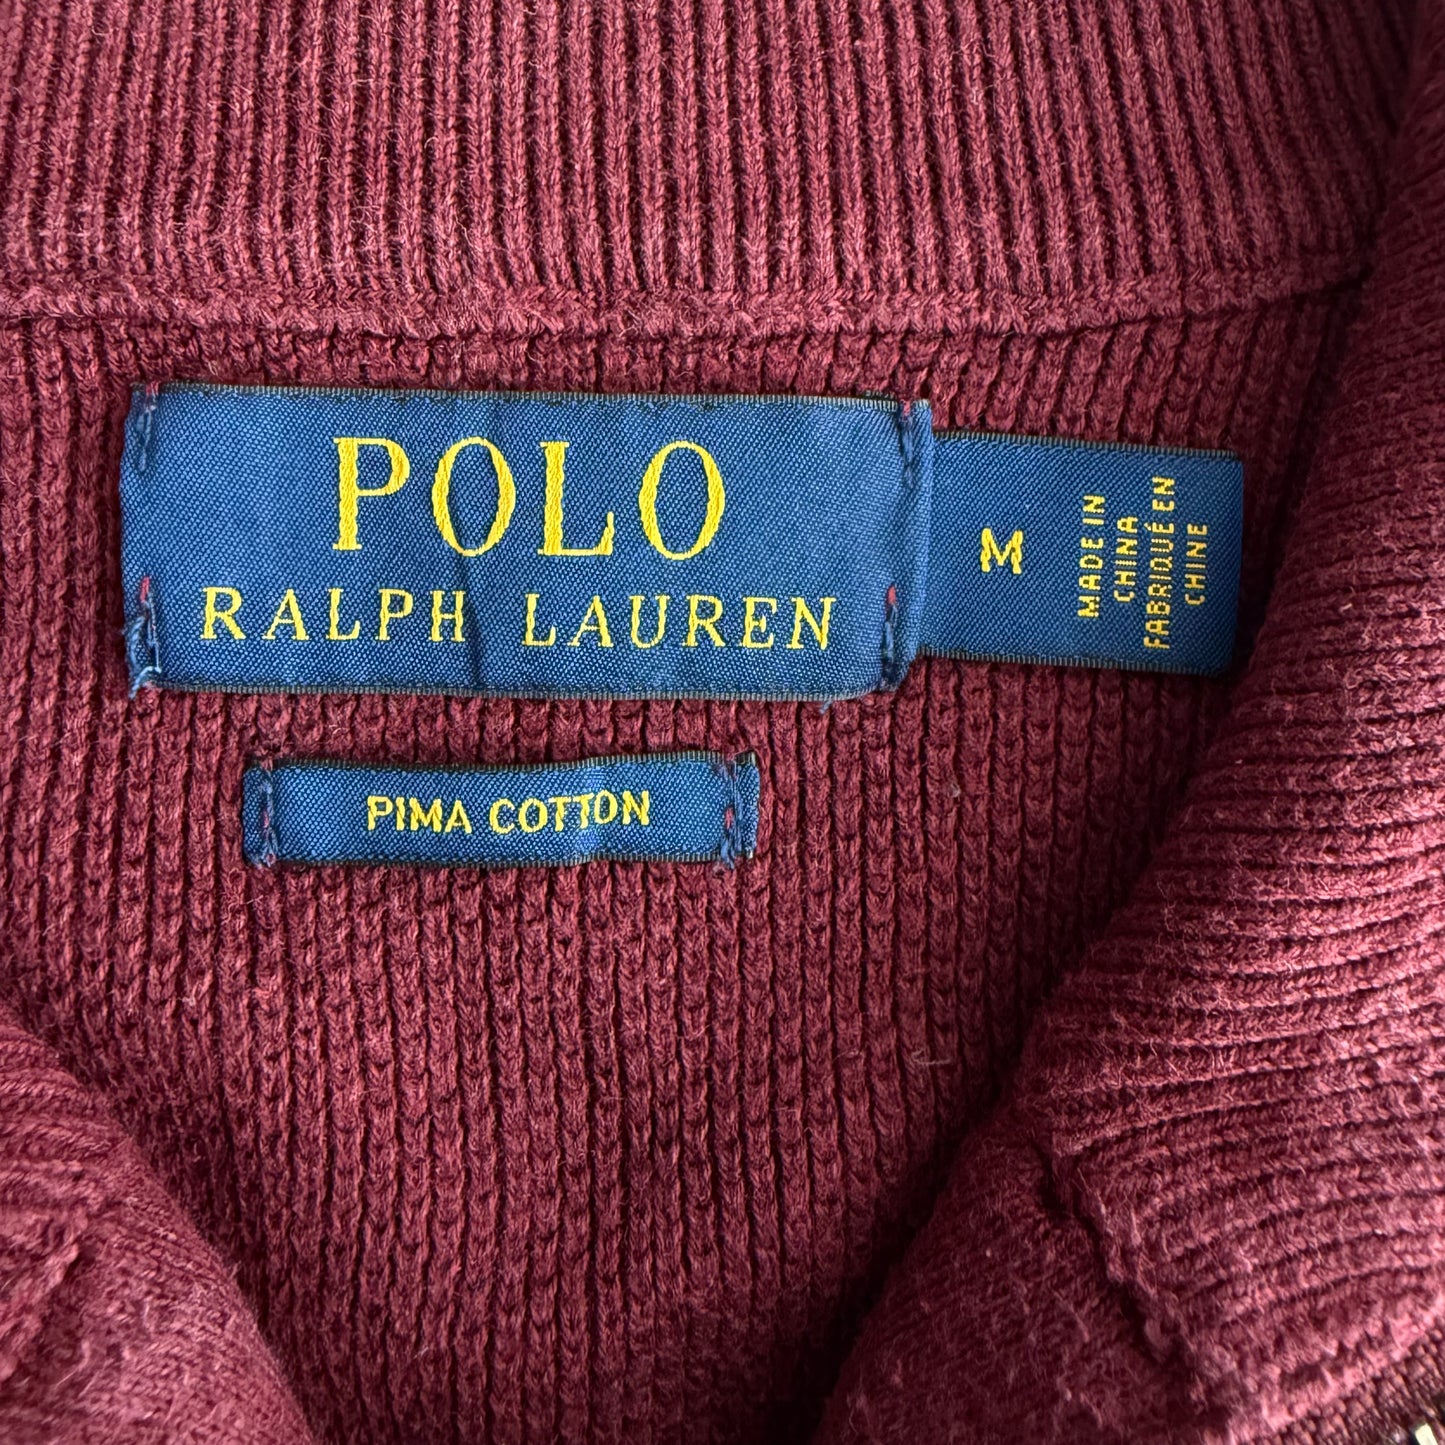 POLO
RALPH LAUREN
M
MADE IN
CHINA
FABRIQUÉ EN
CHINE
PIMA COTTON